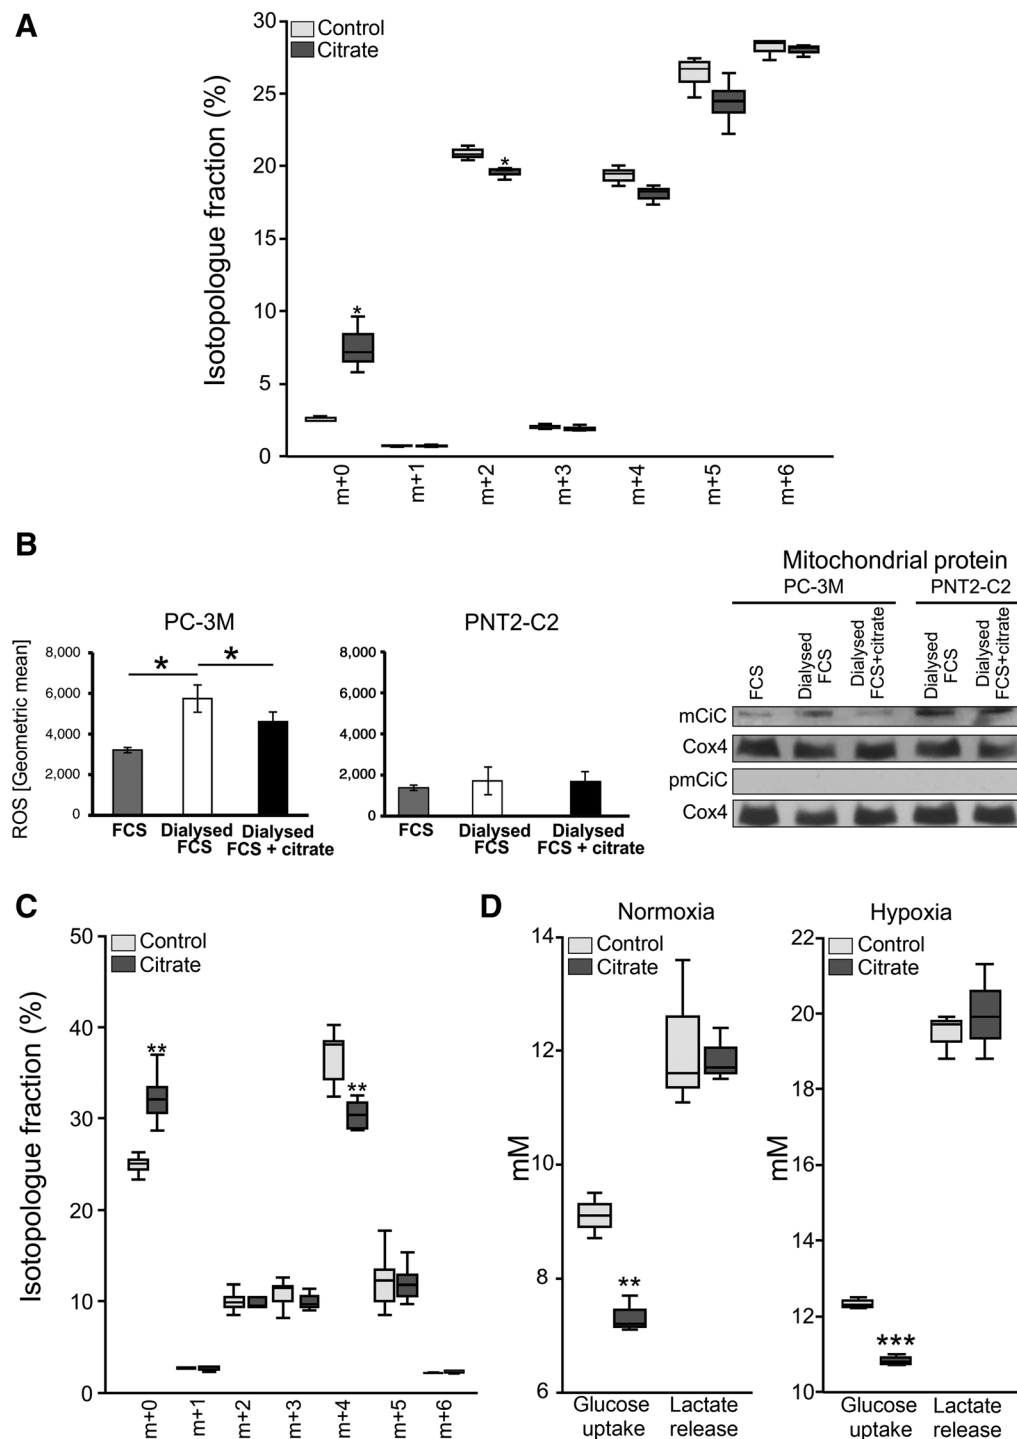 A
Isotopologue fraction (%)
30
25
20
15
10
5
0
Control
Citrate
*
*
m+0
m+1
m+2
m+3
m+4
m+5
m+6
B
ROS [Geometric mean]
PC-3M
8,000
6,000
4,000
2,000
0
*
*
FCS
Dialysed
FCS
Dialysed
FCS + citrate
PNT2-C2
8,000
6,000
4,000
2,000
0
FCS
Dialysed
FCS
Dialysed
FCS + citrate
Mitochondrial protein
PC-3M
PNT2-C2
FCS
Dialysed
FCS
Dialysed
FCS+citrate
Dialysed
FCS
Dialysed
FCS+citrate
mCiC
Cox4
pmCiC
Cox4
C
Isotopologue fraction (%)
50
40
30
20
10
0
Control
Citrate
**
**
m+0
m+1
m+2
m+3
m+4
m+5
m+6
D
Normoxia
mM
14
12
10
8
6
Control
Citrate
**
Glucose
uptake
Lactate
release
Hypoxia
mM
22
20
18
16
14
12
10
Control
Citrate
***
Glucose
uptake
Lactate
release